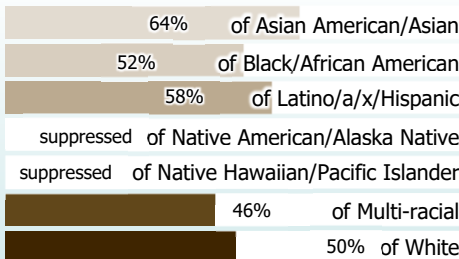 64% of Asian American/Asian
52% of Black/African American
58% of Latino/a/x/Hispanic
suppressed of Native American/Alaska Native
suppressed of Native Hawaiian/Pacific Islander
46% of Multi-racial
50% of White